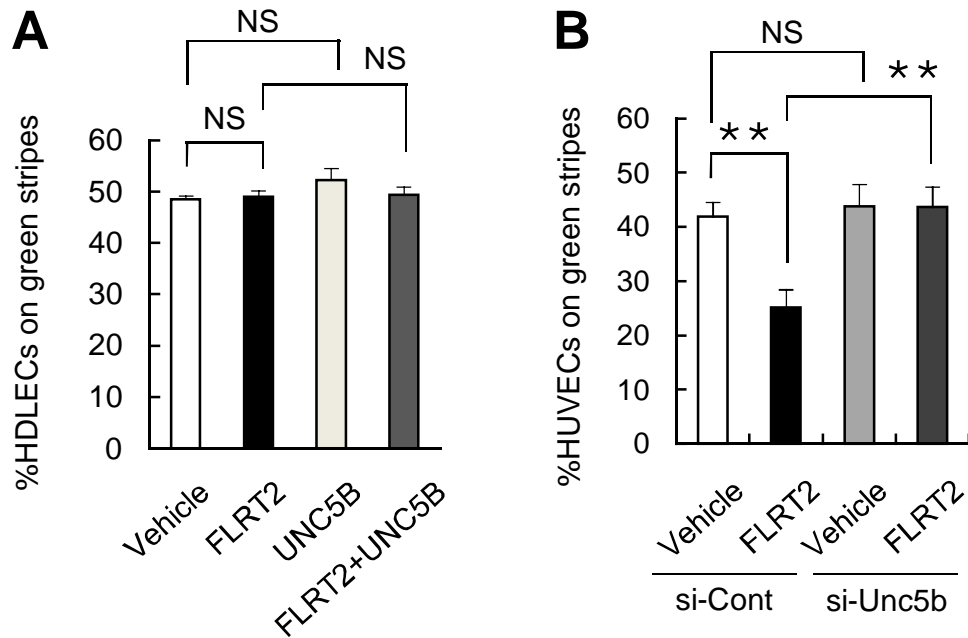 A
NS
NS
NS
%HDLECs on green stripes
60
50
40
30
20
10
0
Vehicle
FLRT2
UNC5B
FLRT2+UNC5B
B
NS
**
**
%HUVECs on green stripes
60
50
40
30
20
10
0
Vehicle
FLRT2
Vehicle
FLRT2
si-Cont
si-Unc5b